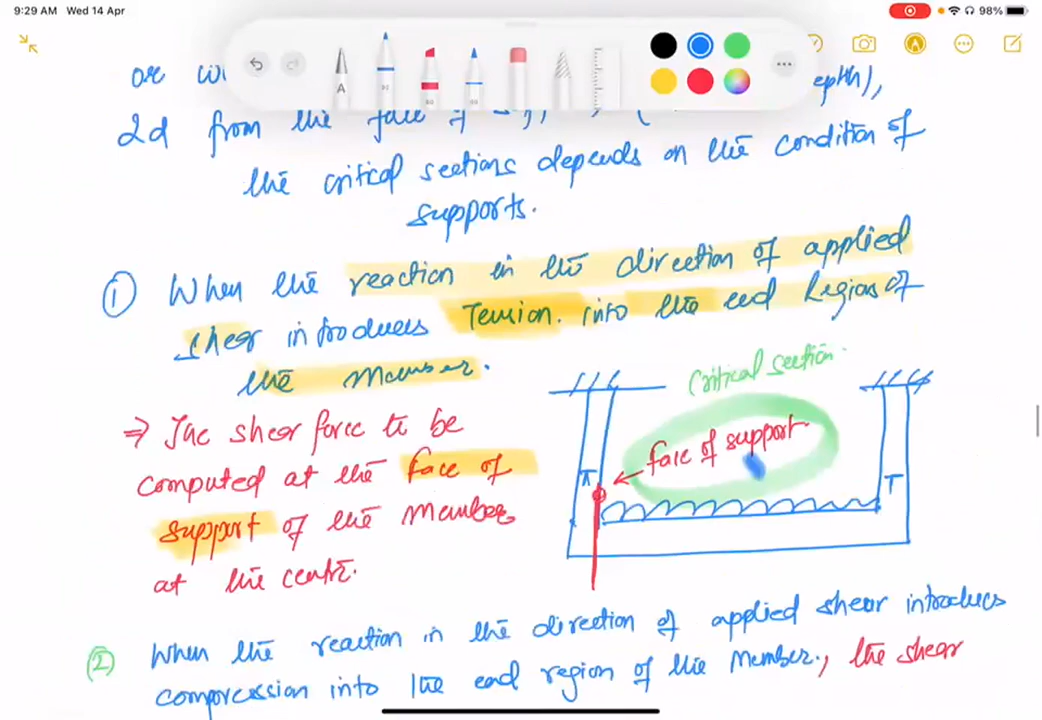 9:29 AM Wed 14 Apr
98%
A
or
epth),
2d from the face of
the critical sections depends on the condition of
supports.
① When the reaction in the direction of applied
shear introduces Tension. into the end Region of
the Member.
Critical section.
⇒ The shear force to be
computed at the face of
support of the member
at the centre.
← face of support
T
T
② When the reaction in the direction of applied shear introduces
compression into the end region of the Member, the shear